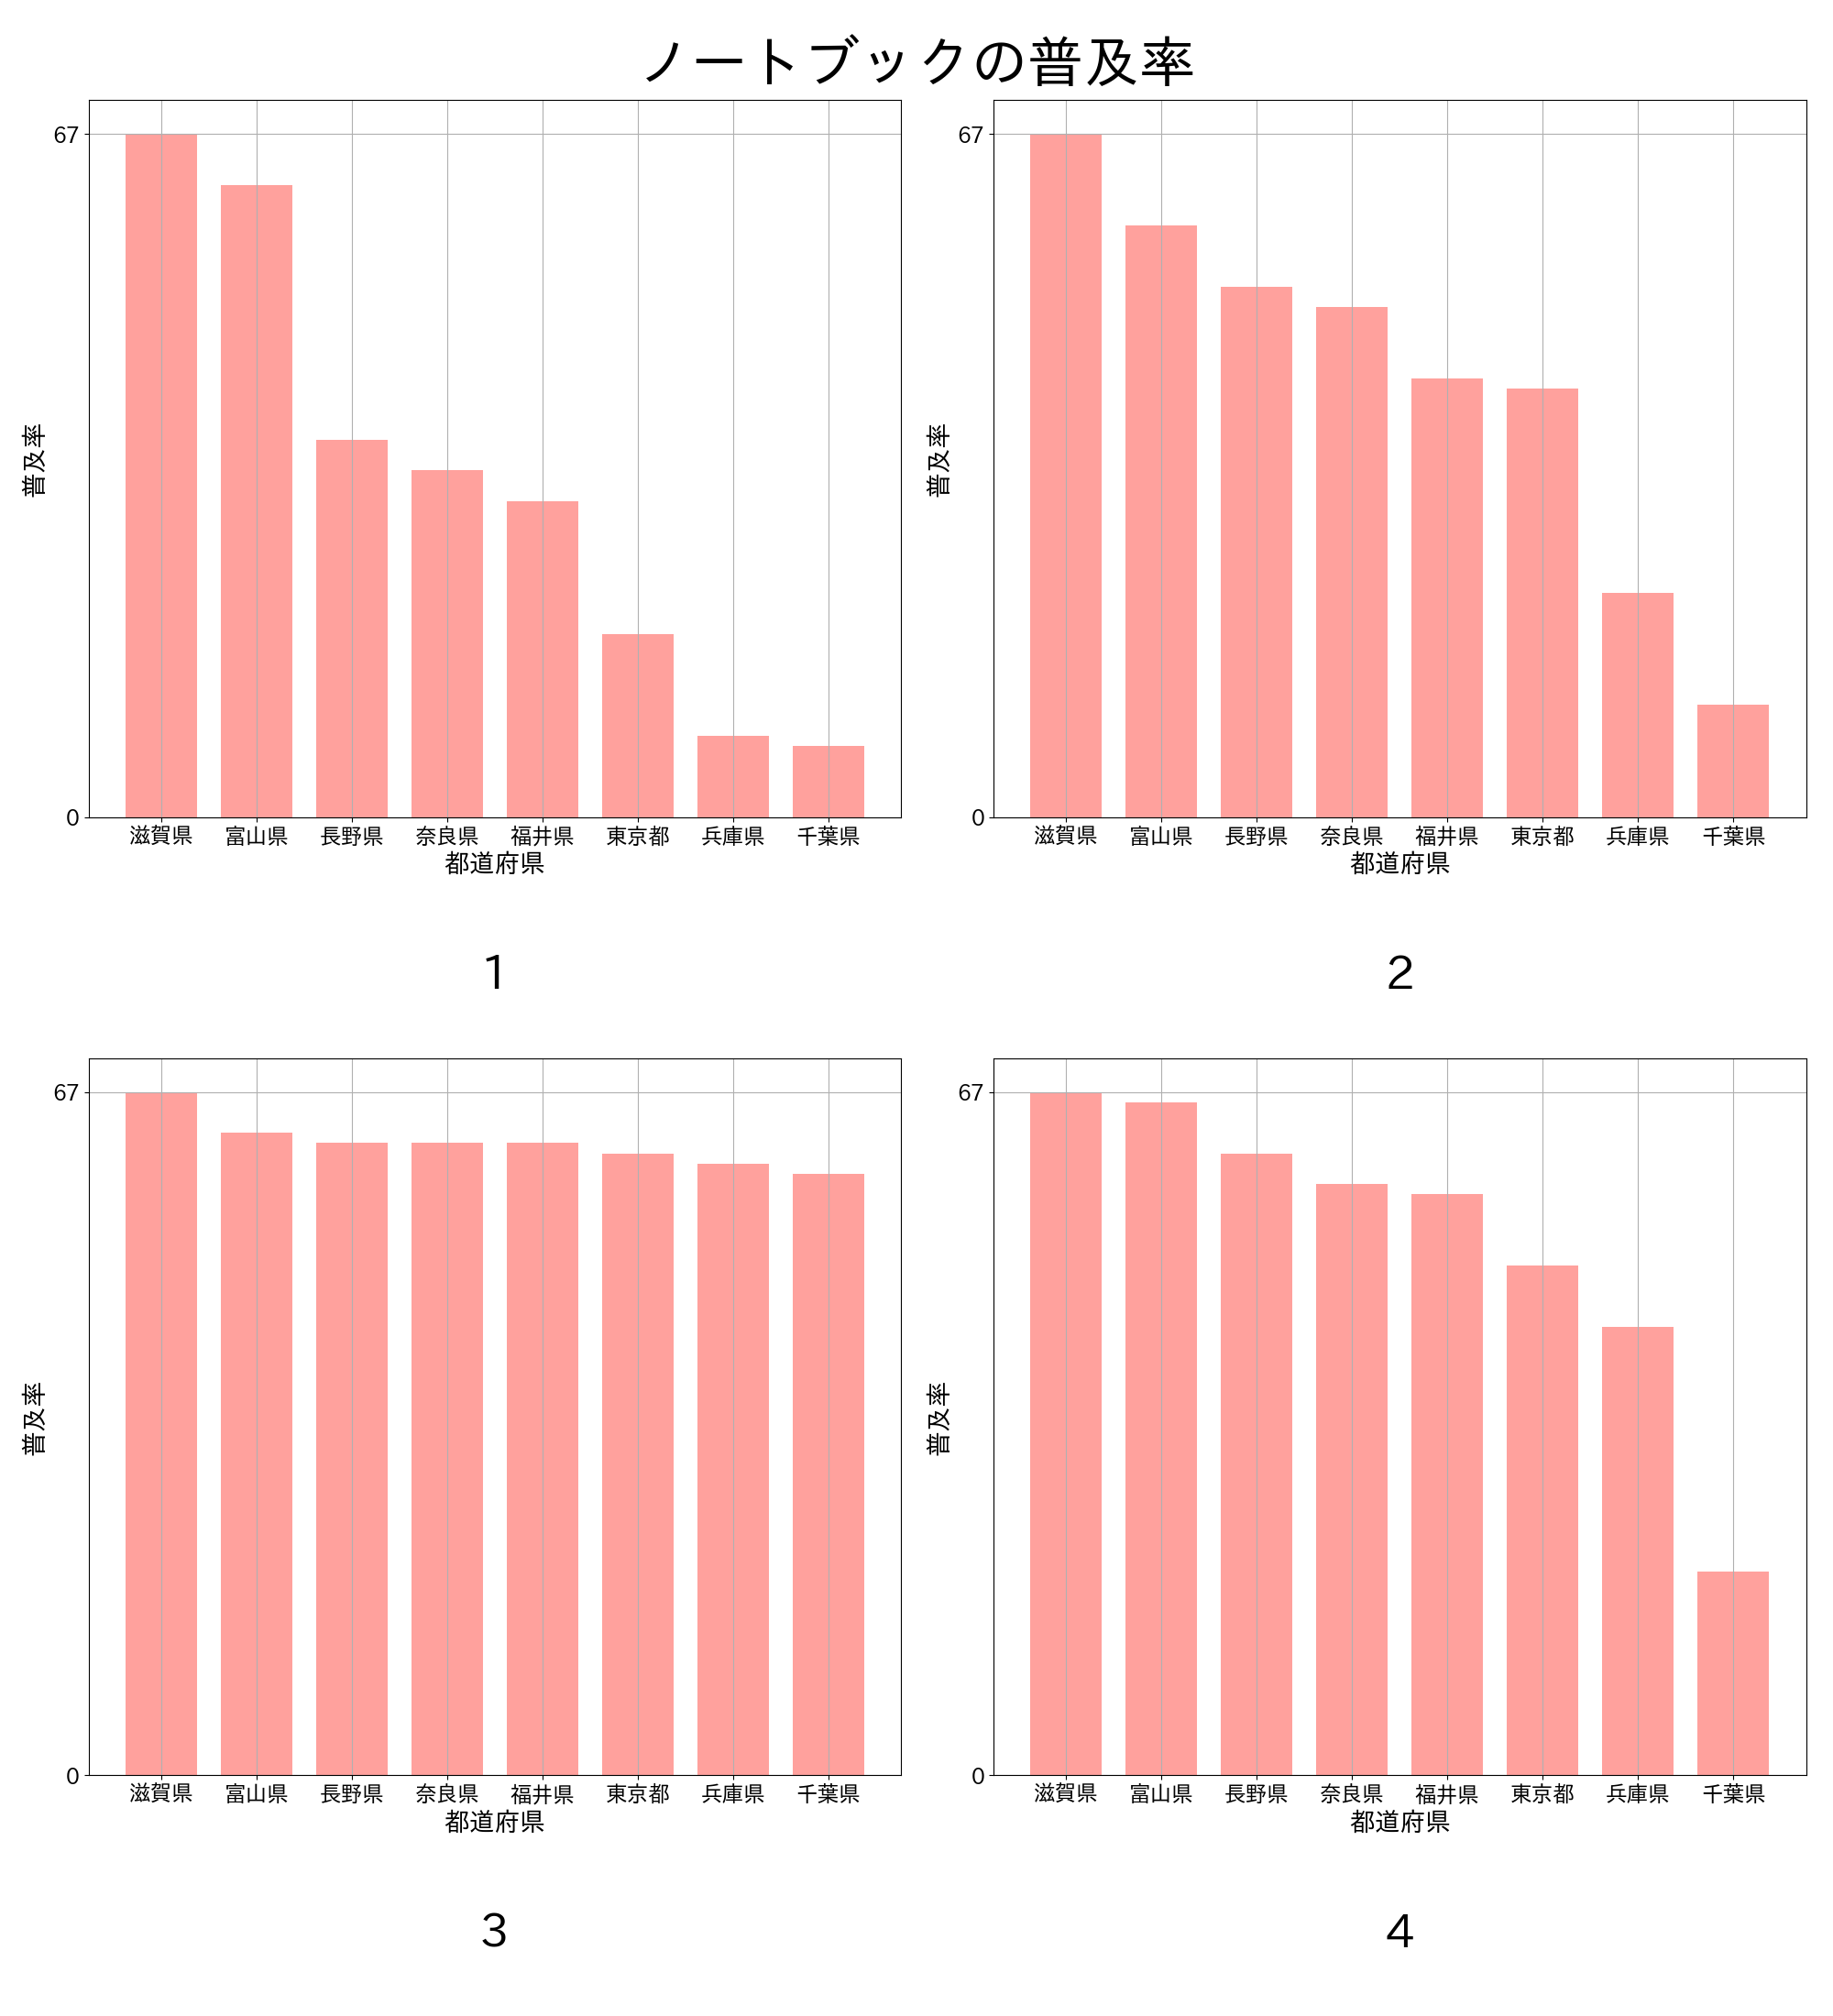 ノートブックの普及率
67
0
普及率
滋賀県 富山県 長野県 奈良県 福井県 東京都 兵庫県 千葉県
都道府県
1
67
0
普及率
滋賀県 富山県 長野県 奈良県 福井県 東京都 兵庫県 千葉県
都道府県
2
67
0
普及率
滋賀県 富山県 長野県 奈良県 福井県 東京都 兵庫県 千葉県
都道府県
3
67
0
普及率
滋賀県 富山県 長野県 奈良県 福井県 東京都 兵庫県 千葉県
都道府県
4